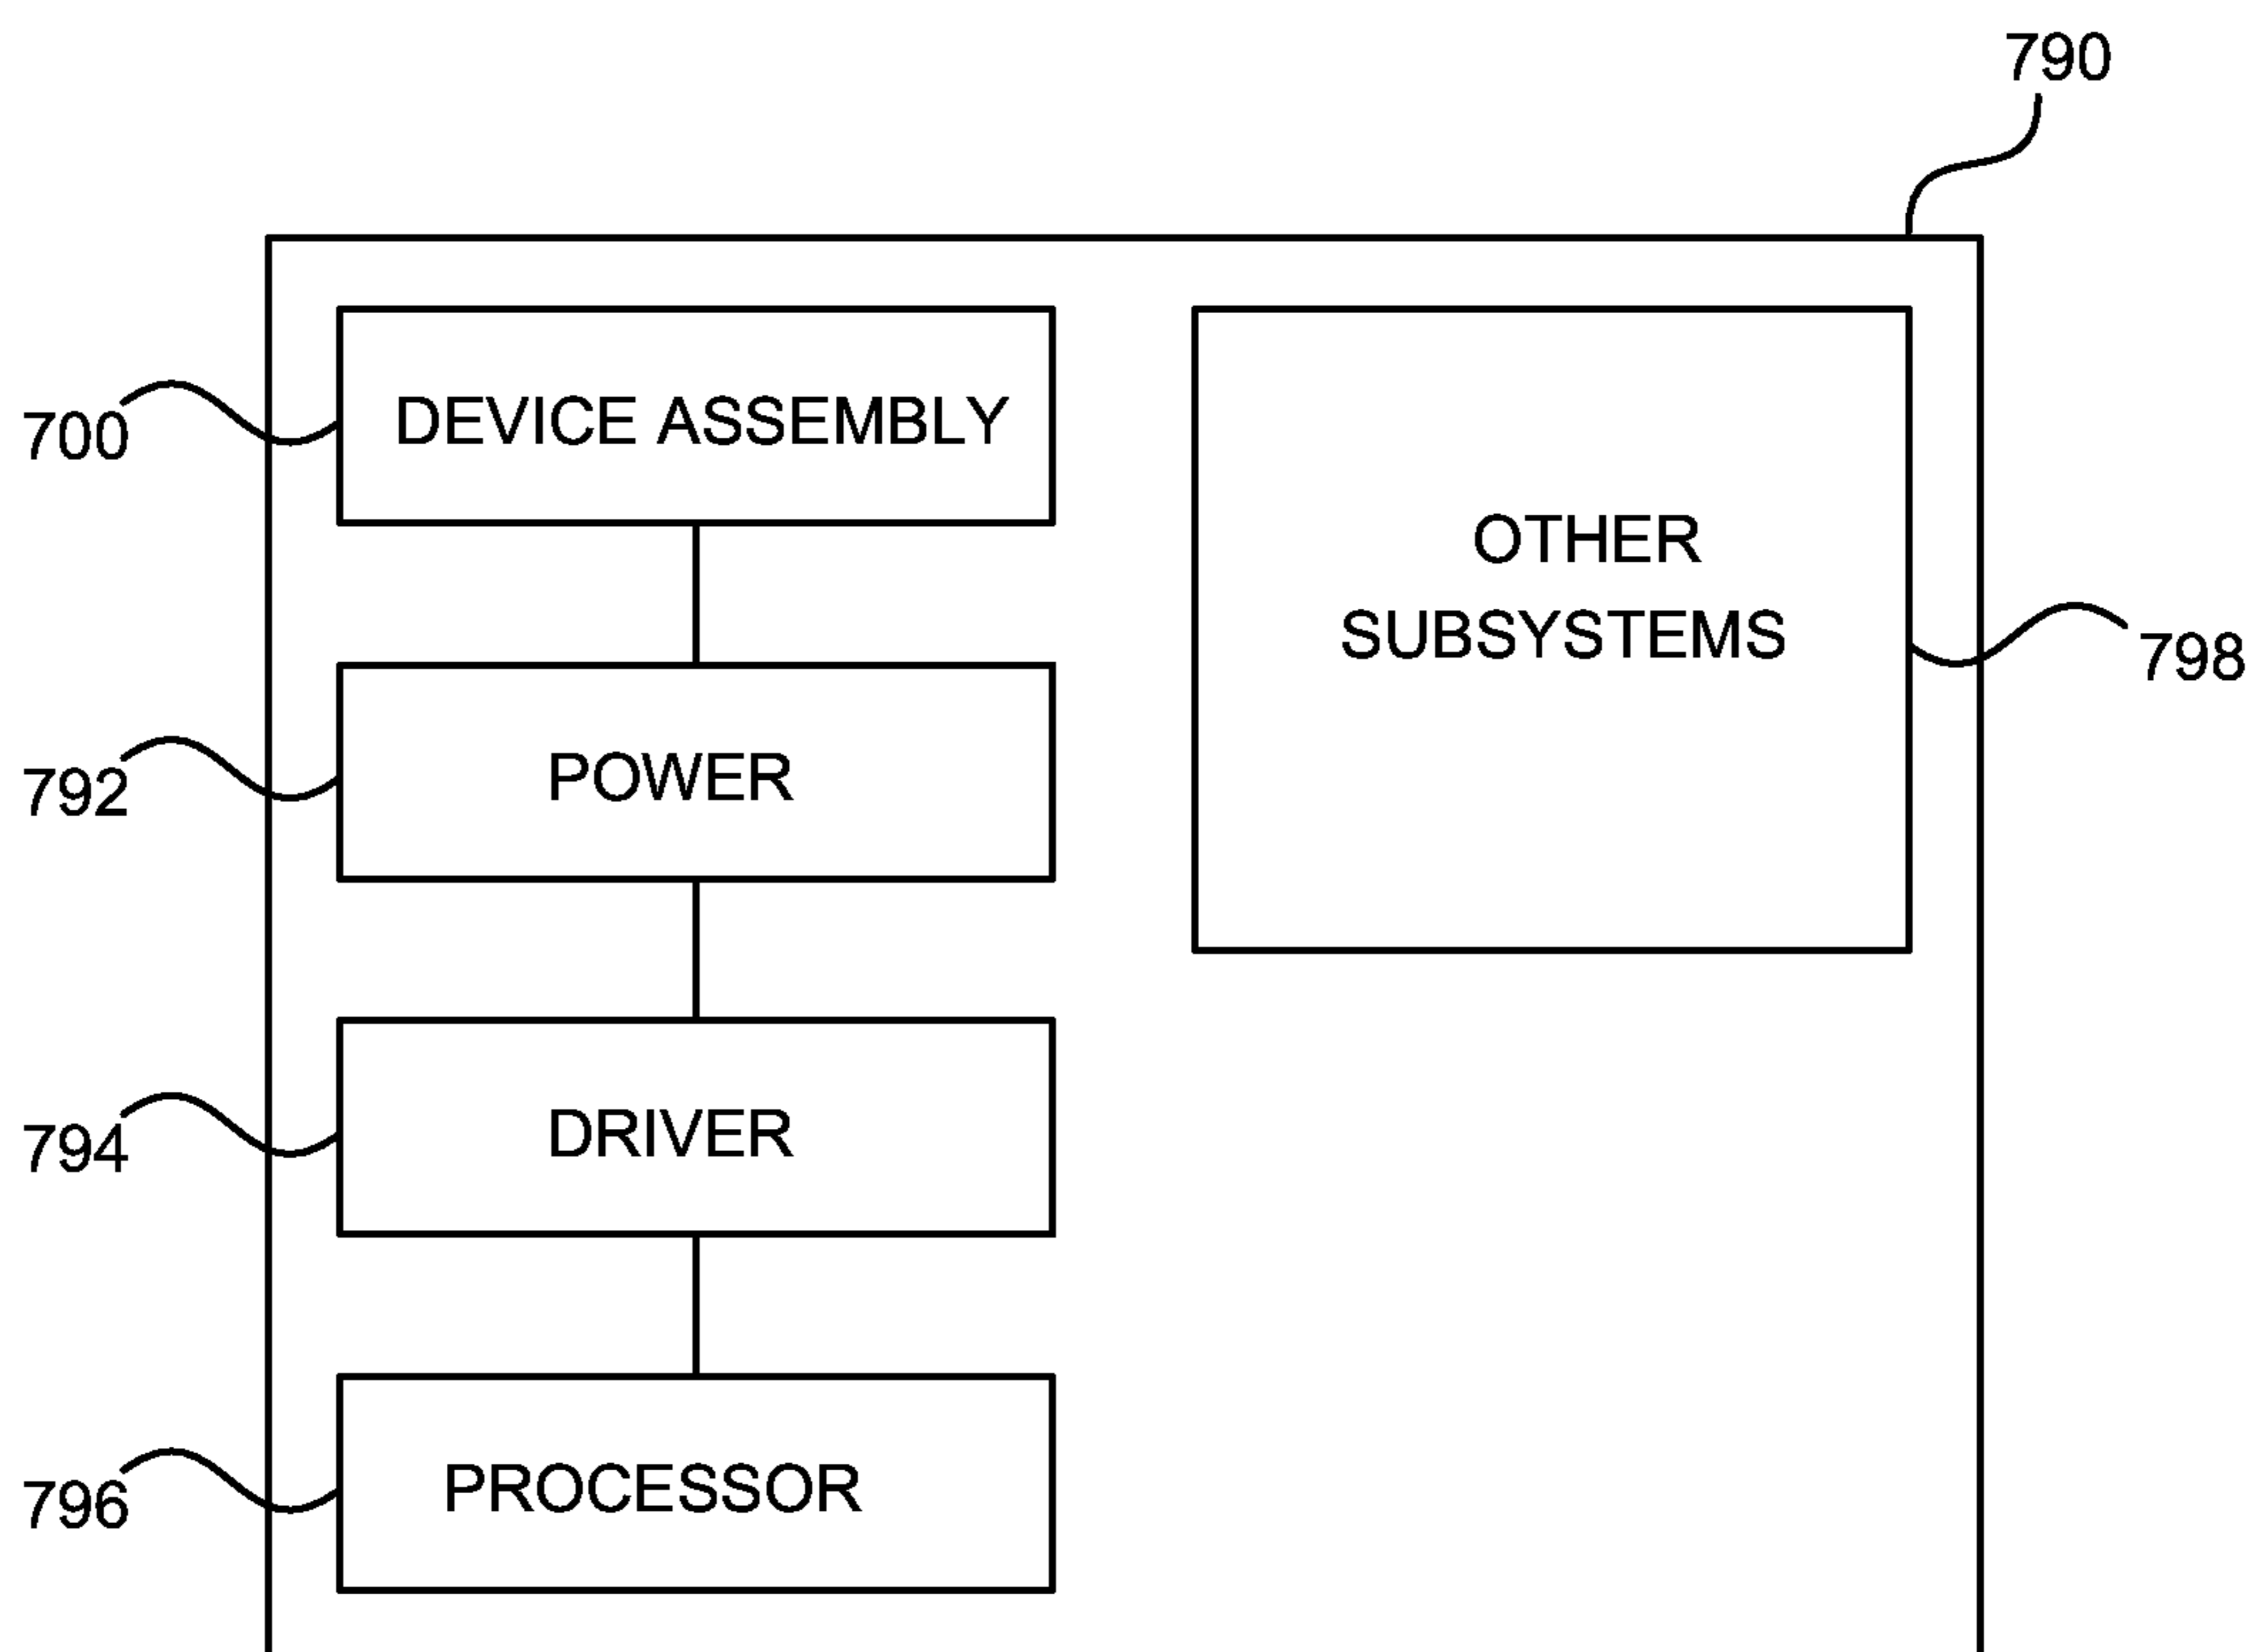 790
700
DEVICE ASSEMBLY
OTHER
SUBSYSTEMS
798
792
POWER
794
DRIVER
796
PROCESSOR